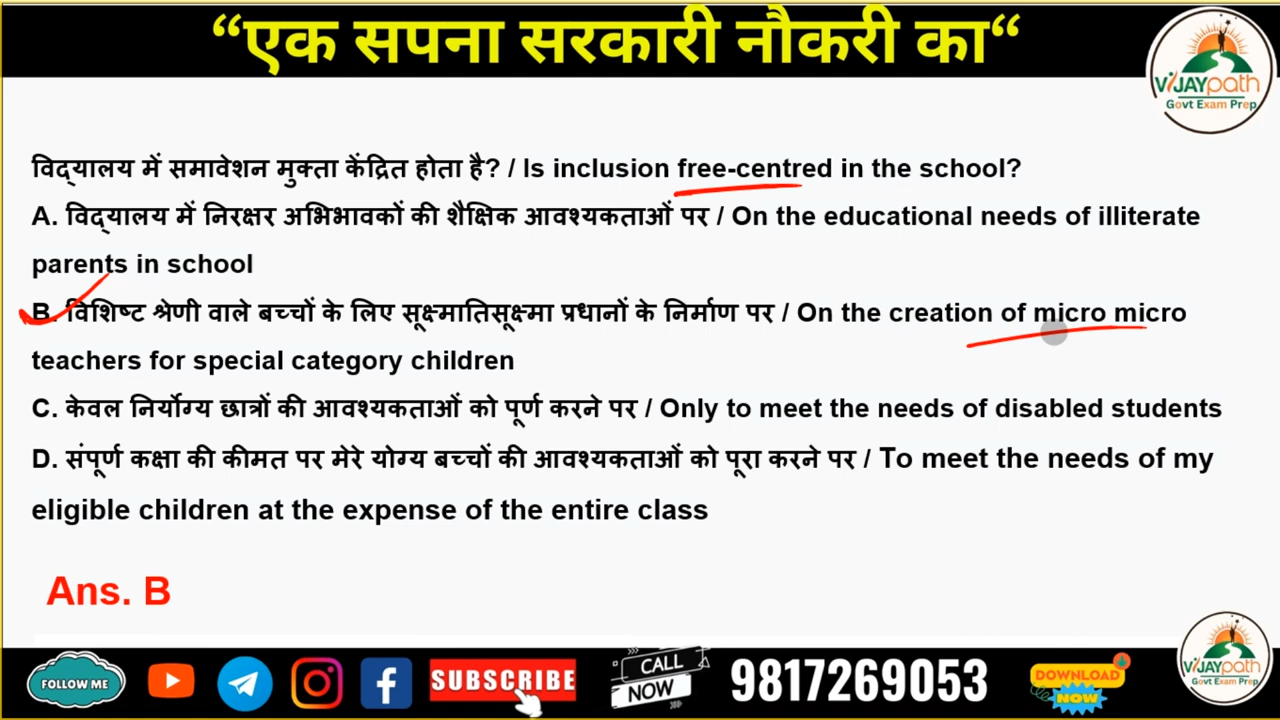 “एक सपना सरकारी नौकरी का“
ViJAYpath
Govt Exam Prep
विद्यालय में समावेशन मुक्ता केंद्रित होता है? / Is inclusion free-centred in the school?
A. विद्यालय में निरक्षर अभिभावकों की शैक्षिक आवश्यकताओं पर / On the educational needs of illiterate
parents in school
B. विशिष्ट श्रेणी वाले बच्चों के लिए सूक्ष्मातिसूक्ष्मा प्रधानों के निर्माण पर / On the creation of micro micro
teachers for special category children
C. केवल निर्योग्य छात्रों की आवश्यकताओं को पूर्ण करने पर / Only to meet the needs of disabled students
D. संपूर्ण कक्षा की कीमत पर मेरे योग्य बच्चों की आवश्यकताओं को पूरा करने पर / To meet the needs of my
eligible children at the expense of the entire class
Ans. B
FOLLOW ME
SUBSCRIBE
CALL
NOW
9817269053
DOWNLOAD
NOW
ViJAYpath
Govt Exam Prep